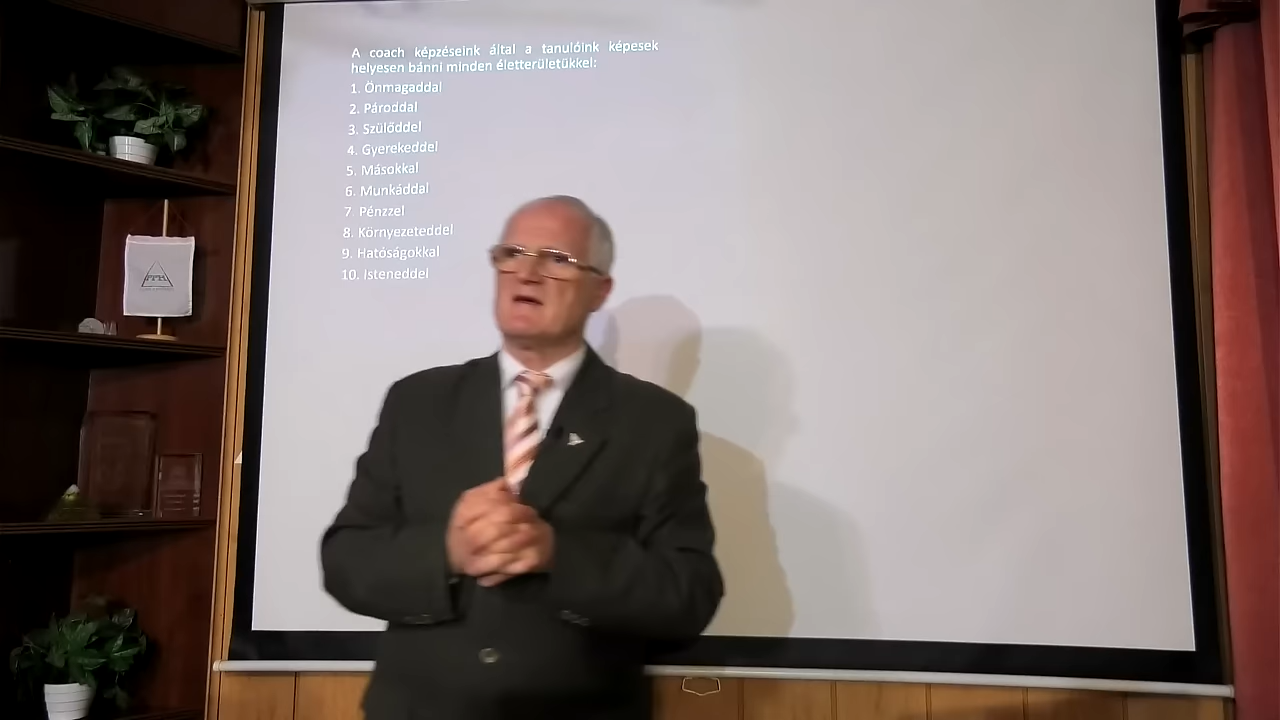 A coach képzéseink által a tanulóink képesek
helyesen bánni minden életterületükkel:
1. Önmagaddal
2. Pároddal
3. Szülőddel
4. Gyerekeddel
5. Másokkal
6. Munkáddal
7. Pénzzel
8. Környezeteddel
9. Hatóságokkal
10. Isteneddel